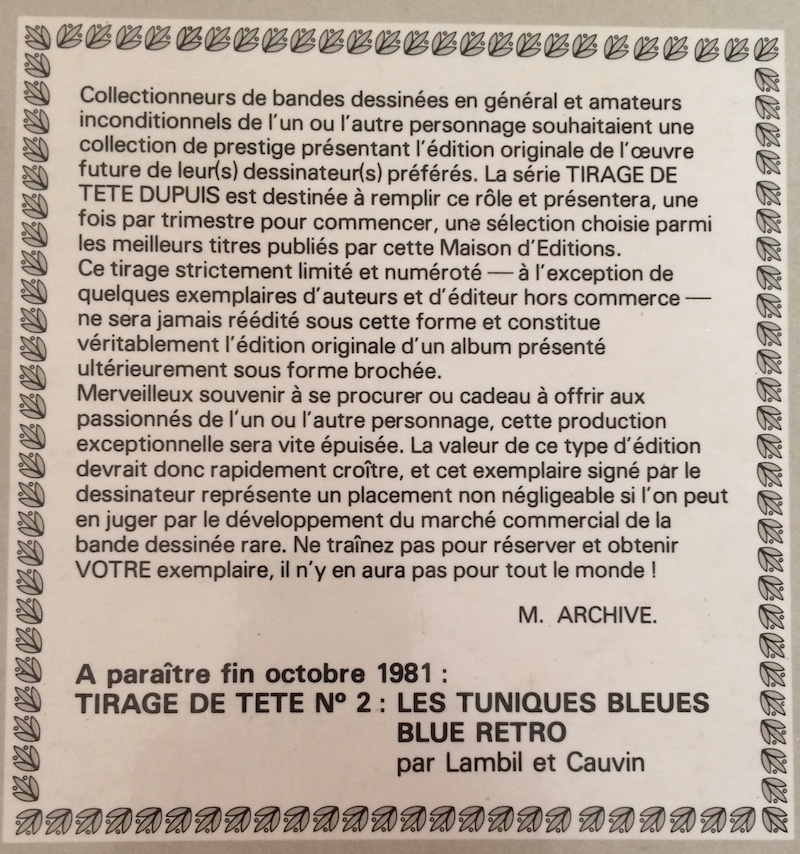 Collectionneurs de bandes dessinées en général et amateurs
inconditionnels de l'un ou l'autre personnage souhaitaient une
collection de prestige présentant l'édition originale de l'œuvre
future de leur(s) dessinateur(s) préférés. La série TIRAGE DE
TETE DUPUIS est destinée à remplir ce rôle et présentera, une
fois par trimestre pour commencer, une sélection choisie parmi
les meilleurs titres publiés par cette Maison d'Editions.
Ce tirage strictement limité et numéroté — à l'exception de
quelques exemplaires d'auteurs et d'éditeur hors commerce —
ne sera jamais réédité sous cette forme et constitue
véritablement l'édition originale d'un album présenté
ultérieurement sous forme brochée.
Merveilleux souvenir à se procurer ou cadeau à offrir aux
passionnés de l'un ou l'autre personnage, cette production
exceptionnelle sera vite épuisée. La valeur de ce type d'édition
devrait donc rapidement croître, et cet exemplaire signé par le
dessinateur représente un placement non négligeable si l'on peut
en juger par le développement du marché commercial de la
bande dessinée rare. Ne traînez pas pour réserver et obtenir
VOTRE exemplaire, il n'y en aura pas pour tout le monde !
M. ARCHIVE.
A paraître fin octobre 1981 :
TIRAGE DE TETE Nº 2 : LES TUNIQUES BLEUES
BLUE RETRO
par Lambil et Cauvin